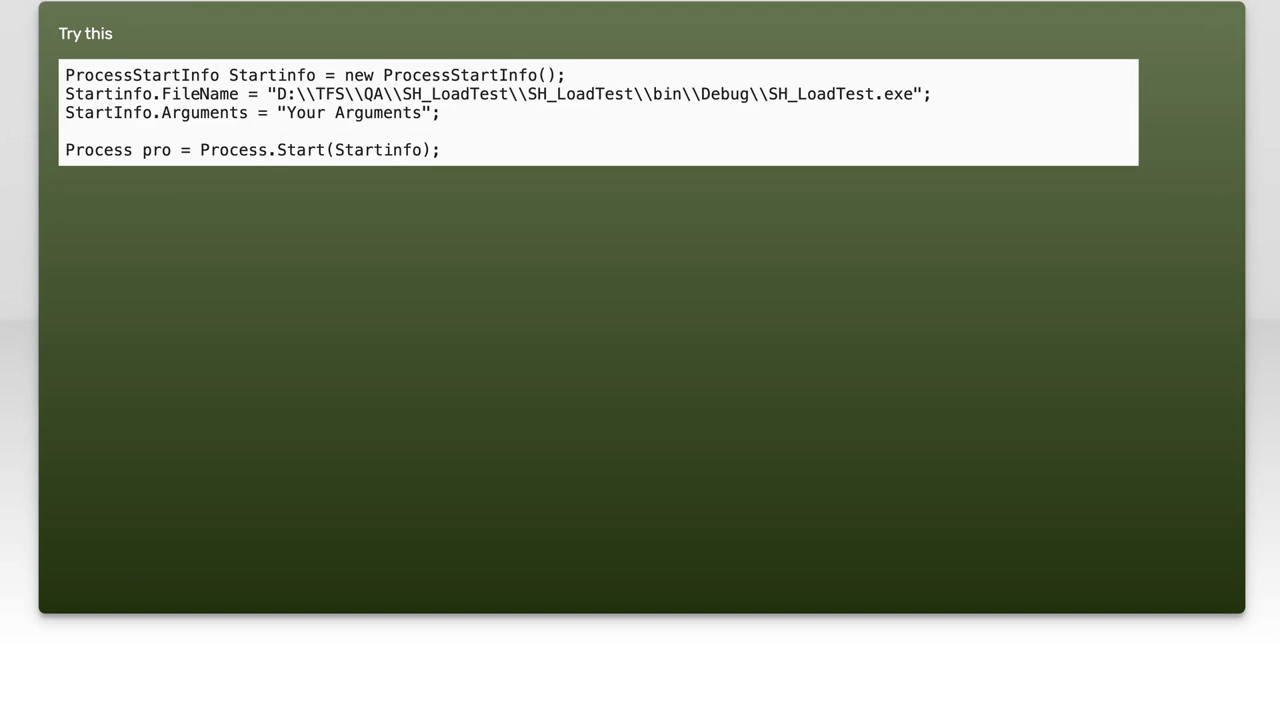 Try this
ProcessStartInfo Startinfo = new ProcessStartInfo();
Startinfo.FileName = "D:\\TFS\\QA\\SH_LoadTest\\SH_LoadTest\\bin\\Debug\\SH_LoadTest.exe";
StartInfo.Arguments = "Your Arguments";
Process pro = Process.Start(Startinfo);